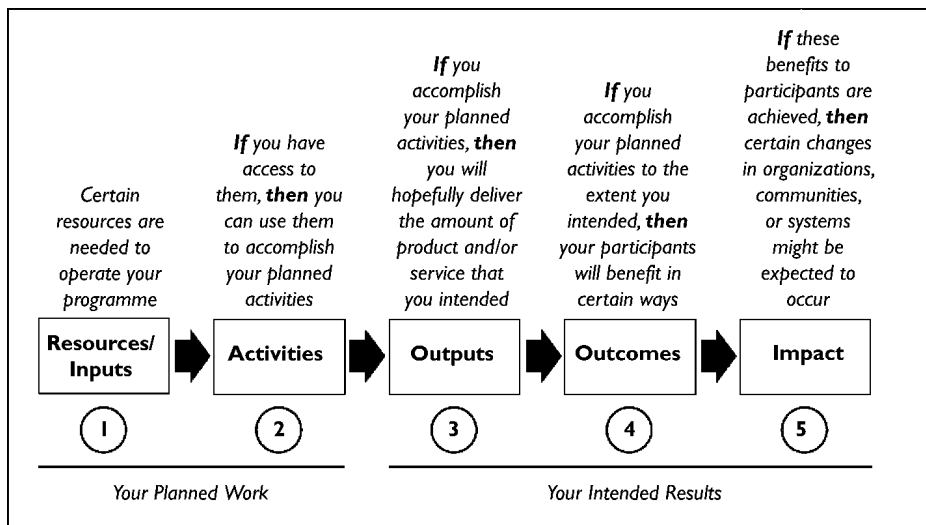 Certain
resources are
needed to
operate your
programme
If you have
access to
them, then you
can use them
to accomplish
your planned
activities
If you
accomplish
your planned
activities, then
you will
hopefully deliver
the amount of
product and/or
service that
you intended
If you
accomplish
your planned
activities to the
extent you
intended, then
your participants
will benefit in
certain ways
If these
benefits to
participants are
achieved, then
certain changes
in organizations,
communities,
or systems
might be
expected to
occur
Resources/
Inputs
Activities
Outputs
Outcomes
Impact
1
2
3
4
5
Your Planned Work
Your Intended Results